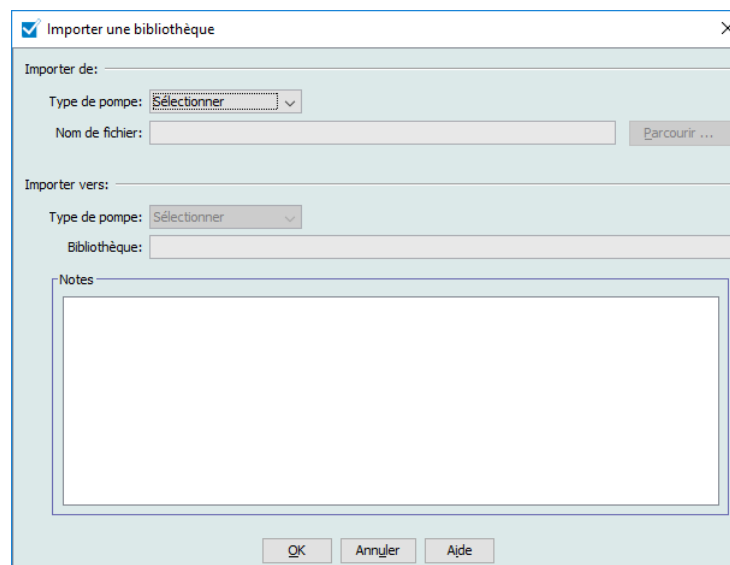 Importer une bibliothèque
Importer de:
Type de pompe: Sélectionner
Nom de fichier: Parcourir ...
Importer vers:
Type de pompe: Sélectionner
Bibliothèque:
Notes
OK Annuler Aide